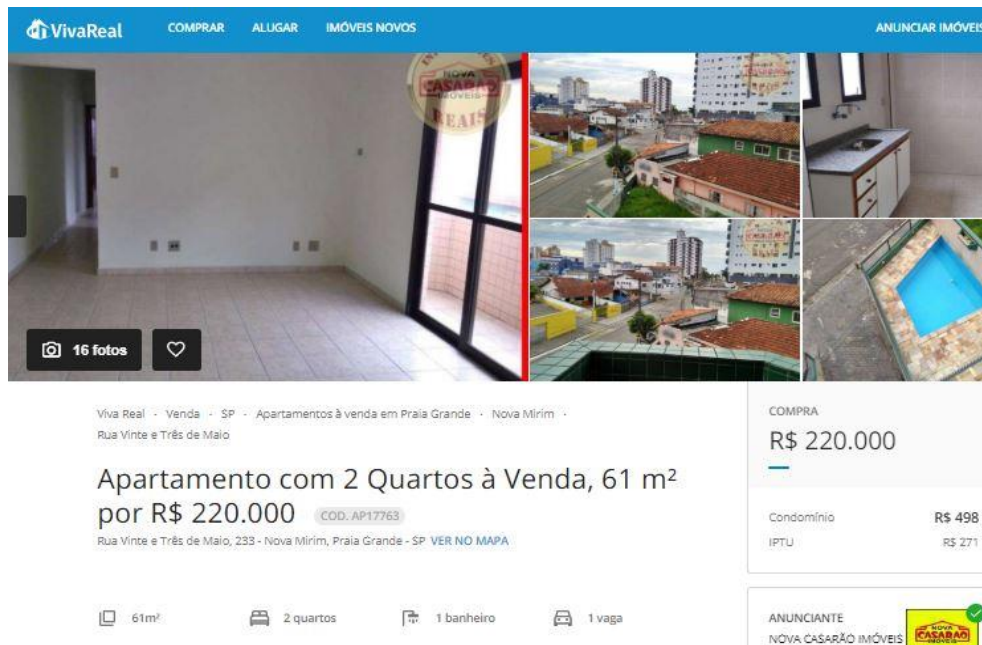 VivaReal COMPRAR ALUGAR IMÓVEIS NOVOS ANUNCIAR IMÓVEIS
NOVA
CASARÃO
IMÓVEIS
REAIS
16 fotos
Viva Real · Venda · SP · Apartamentos à venda em Praia Grande · Nova Mirim ·
Rua Vinte e Três de Maio
Apartamento com 2 Quartos à Venda, 61 m²
por R$ 220.000 COD. AP17763
Rua Vinte e Três de Maio, 233 - Nova Mirim, Praia Grande - SP VER NO MAPA
61m² 2 quartos 1 banheiro 1 vaga
COMPRA
R$ 220.000
Condomínio R$ 498
IPTU R$ 271
ANUNCIANTE
NOVA CASARÃO IMÓVEIS
NOVA
CASARÃO
IMÓVEIS